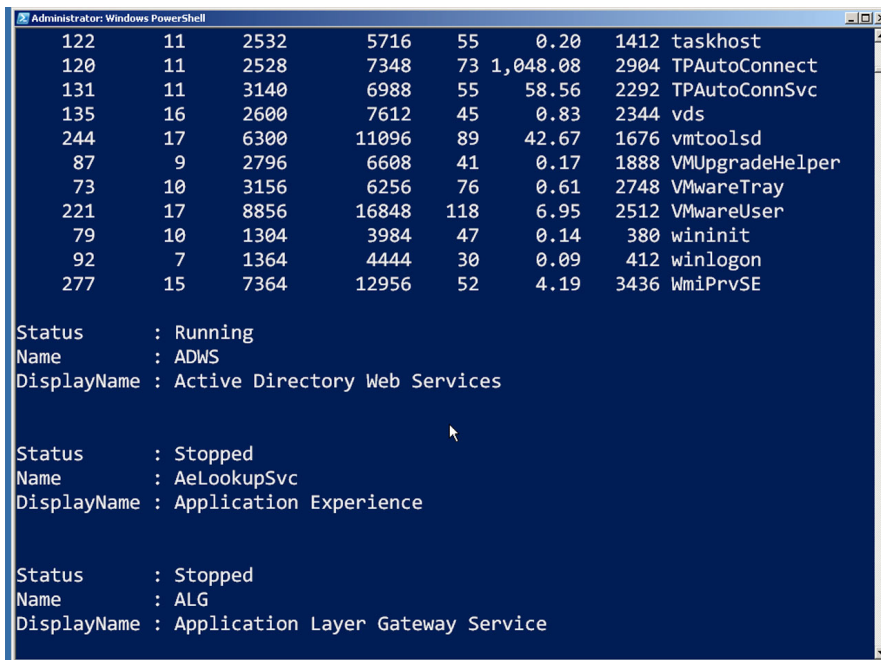 Administrator: Windows PowerShell
122 11 2532 5716 55 0.20 1412 taskhost
120 11 2528 7348 73 1,048.08 2904 TPAutoConnect
131 11 3140 6988 55 58.56 2292 TPAutoConnSvc
135 16 2600 7612 45 0.83 2344 vds
244 17 6300 11096 89 42.67 1676 vmtoolsd
87 9 2796 6608 41 0.17 1888 VMUpgradeHelper
73 10 3156 6256 76 0.61 2748 VMwareTray
221 17 8856 16848 118 6.95 2512 VMwareUser
79 10 1304 3984 47 0.14 380 wininit
92 7 1364 4444 30 0.09 412 winlogon
277 15 7364 12956 52 4.19 3436 WmiPrvSE
Status : Running
Name : ADWS
DisplayName : Active Directory Web Services
Status : Stopped
Name : AeLookupSvc
DisplayName : Application Experience
Status : Stopped
Name : ALG
DisplayName : Application Layer Gateway Service